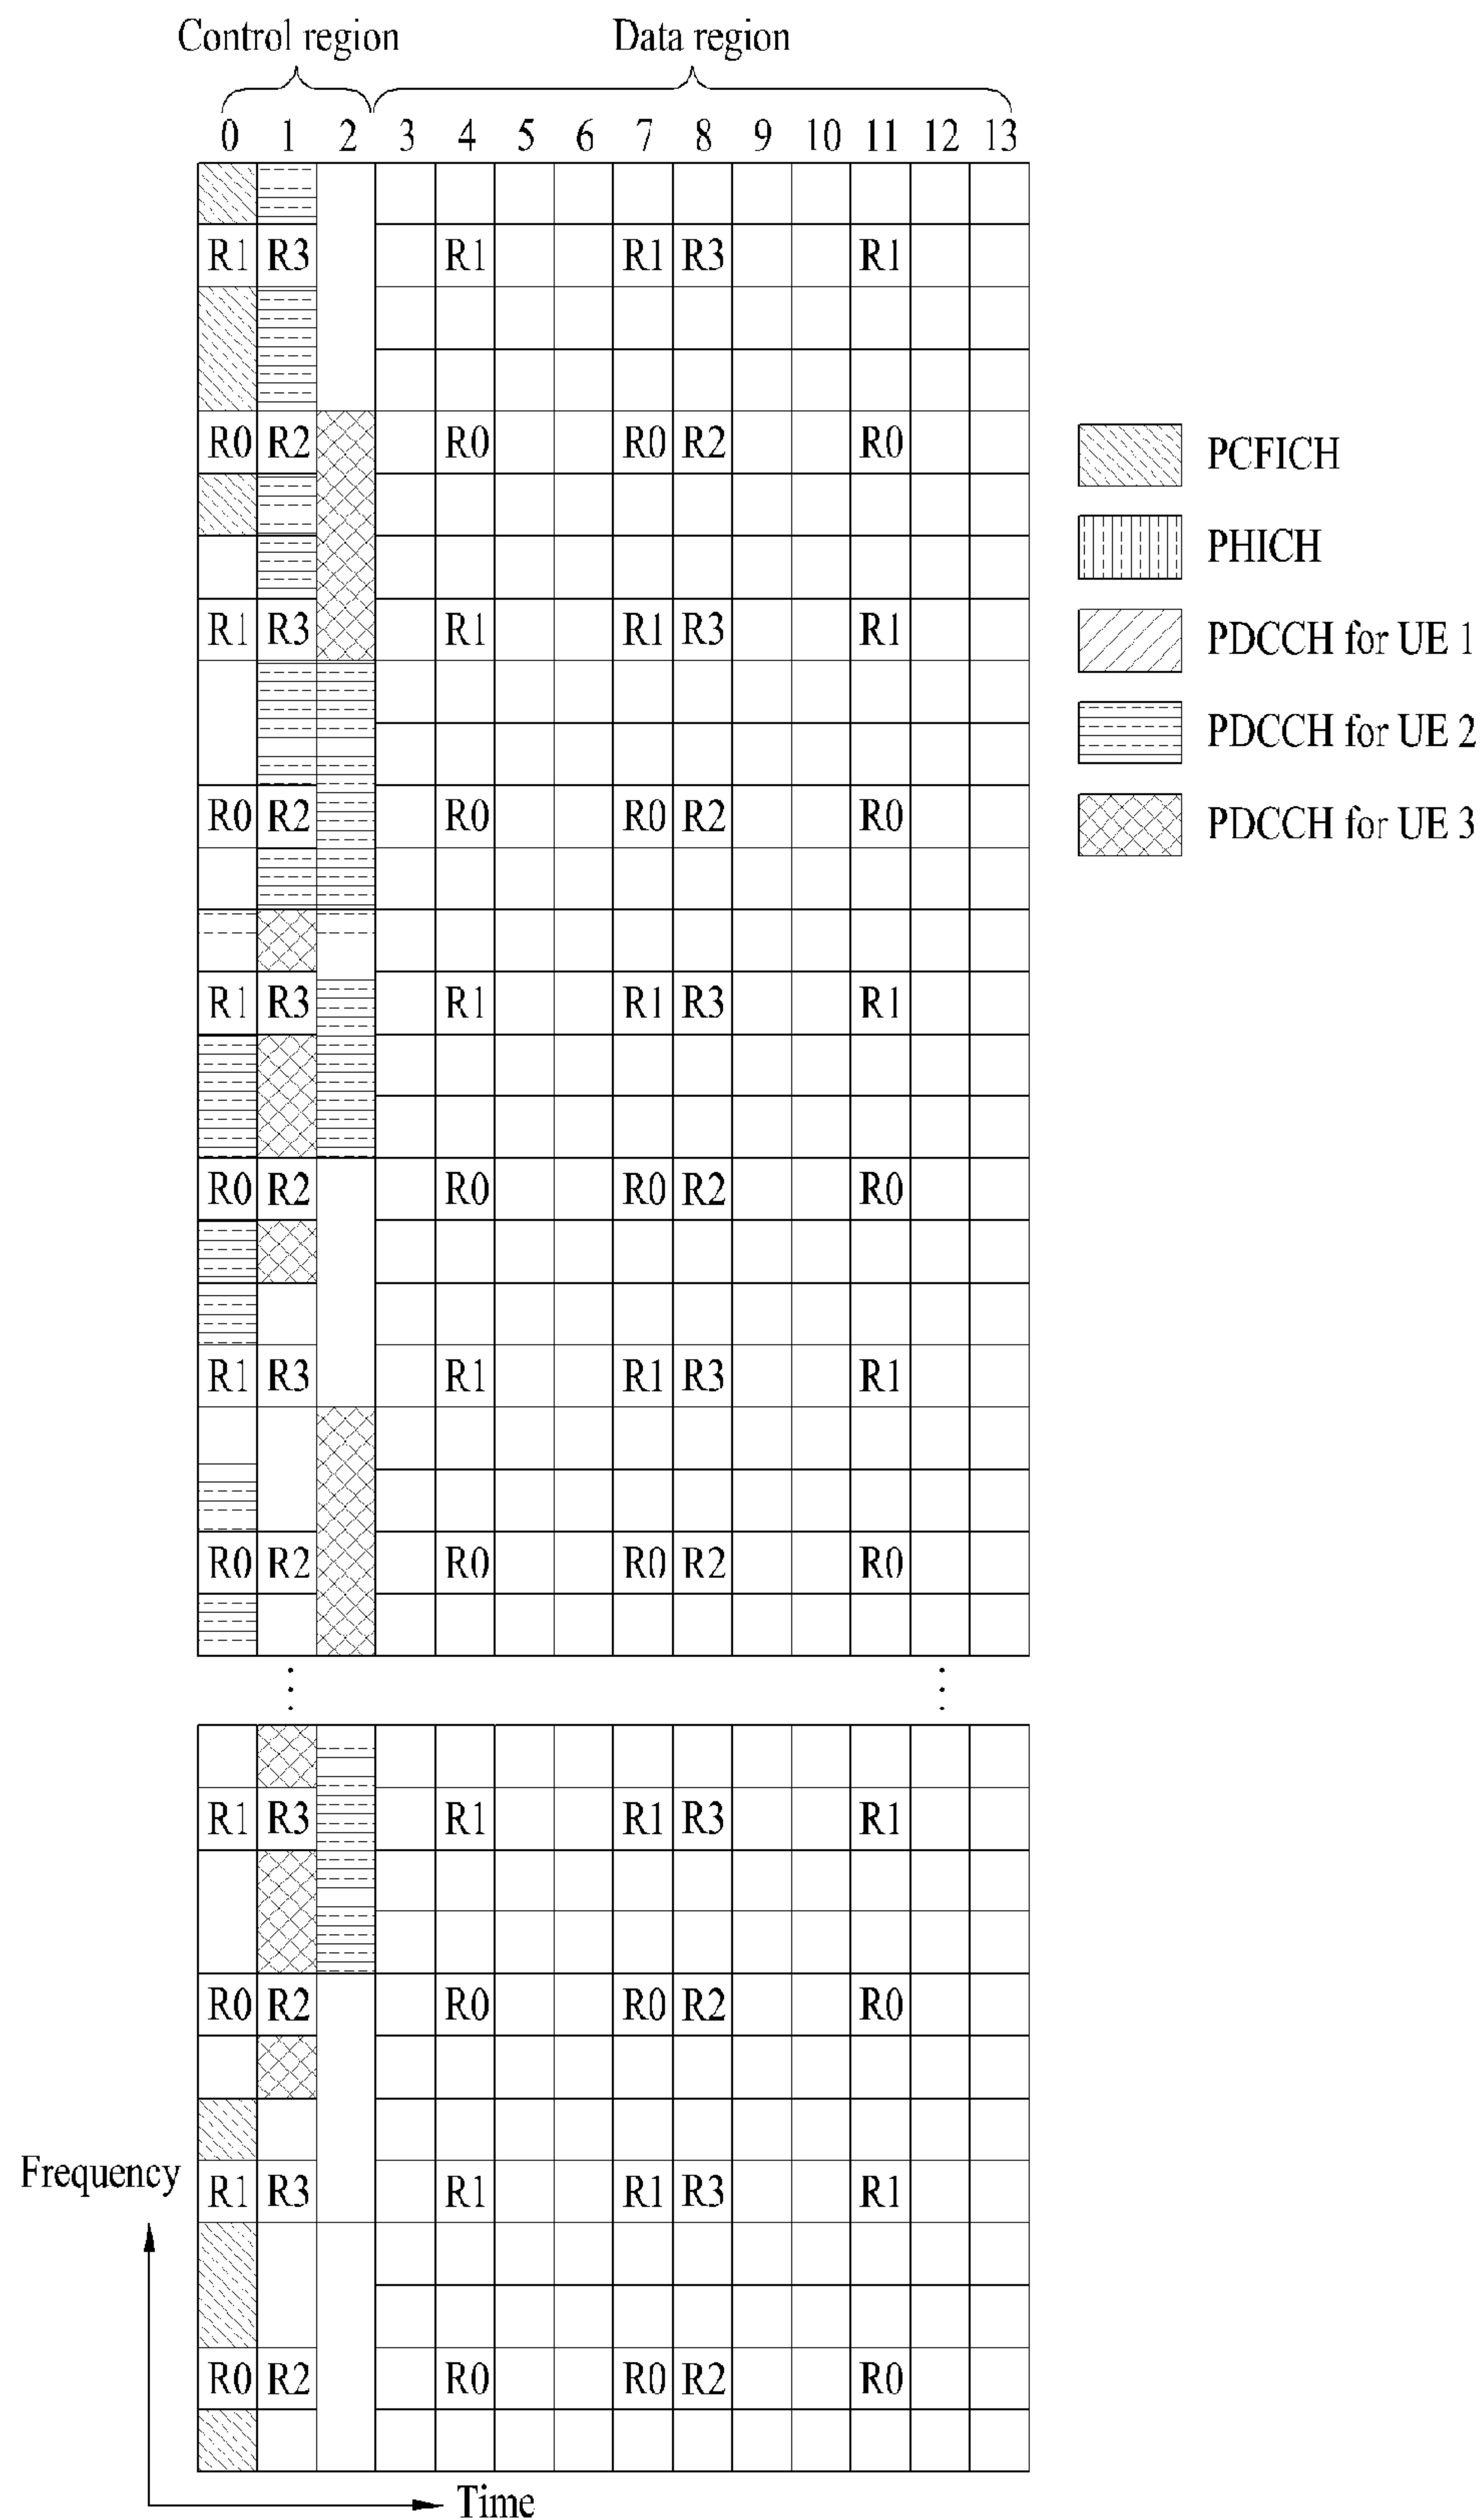 Control region Data region
0 1 2 3 4 5 6 7 8 9 10 11 12 13
R1 R3 R1 R1 R3 R1
R0 R2 R0 R0 R2 R0
R1 R3 R1 R1 R3 R1
R0 R2 R0 R0 R2 R0
R1 R3 R1 R1 R3 R1
R0 R2 R0 R0 R2 R0
R1 R3 R1 R1 R3 R1
R0 R2 R0 R0 R2 R0
R1 R3 R1 R1 R3 R1
R0 R2 R0 R0 R2 R0
R1 R3 R1 R1 R3 R1
R0 R2 R0 R0 R2 R0
PCFICH
PHICH
PDCCH for UE 1
PDCCH for UE 2
PDCCH for UE 3
Frequency
Time